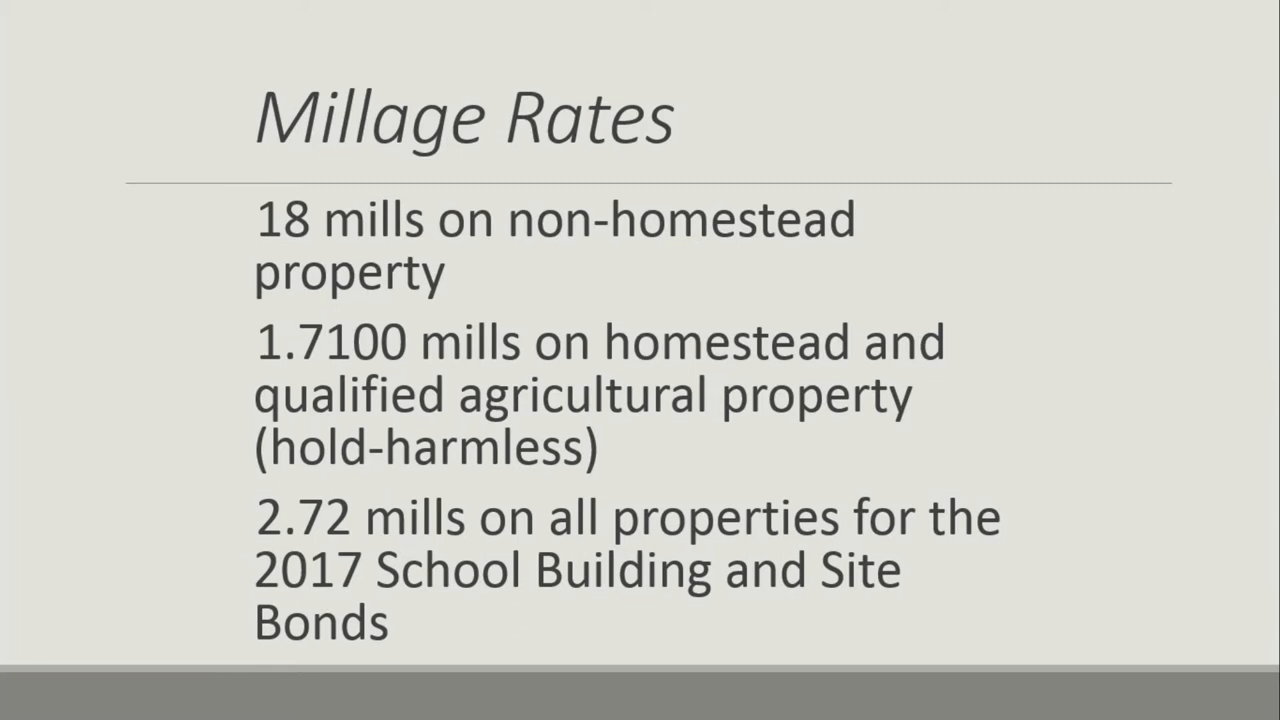 Millage Rates
18 mills on non-homestead
property
1.7100 mills on homestead and
qualified agricultural property
(hold-harmless)
2.72 mills on all properties for the
2017 School Building and Site
Bonds